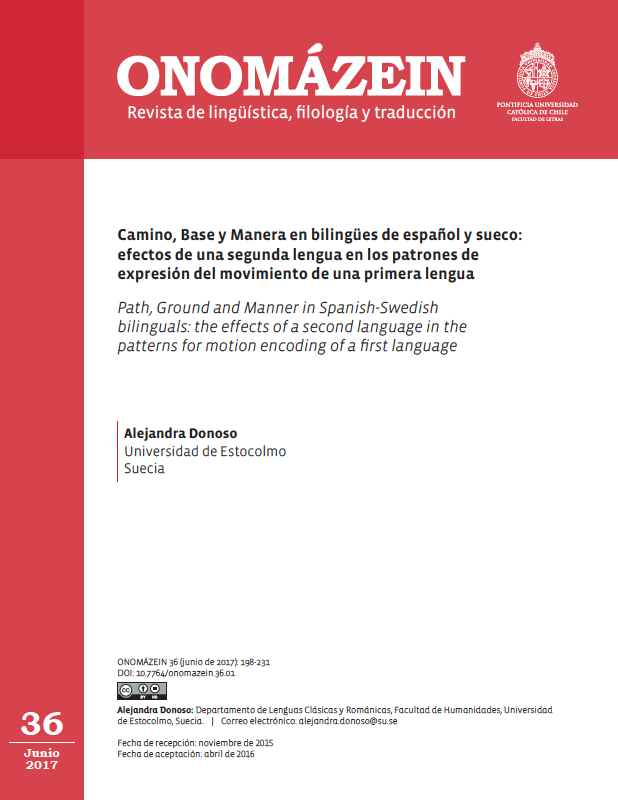 ONOMÁZEIN
Revista de lingüística, filología y traducción
PONTIFICIA UNIVERSIDAD
CATÓLICA DE CHILE
FACULTAD DE LETRAS
Camino, Base y Manera en bilingües de español y sueco:
efectos de una segunda lengua en los patrones de
expresión del movimiento de una primera lengua
Path, Ground and Manner in Spanish-Swedish
bilinguals: the effects of a second language in the
patterns for motion encoding of a first language
Alejandra Donoso
Universidad de Estocolmo
Suecia
ONOMÁZEIN 36 (junio de 2017): 198-231
DOI: 10.7764/onomazein.36.01
cc
BY
Alejandra Donoso: Departamento de Lenguas Clásicas y Románicas, Facultad de Humanidades, Universidad
de Estocolmo, Suecia. | Correo electrónico: alejandra.donoso@su.se
Fecha de recepción: noviembre de 2015
Fecha de aceptación: abril de 2016
36
Junio
2017